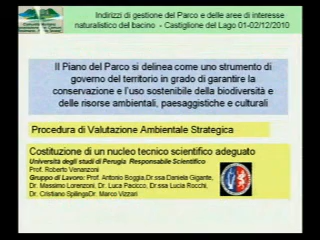 Indirizzi di gestione del Parco e delle aree di interesse
naturalistico del bacino - Castiglione del Lago 01-02/12/2010
Il Piano del Parco si delinea come uno strumento di
governo del territorio in grado di garantire la
conservazione e l'uso sostenibile della biodiversità e
delle risorse ambientali, paesaggistiche e culturali
Procedura di Valutazione Ambientale Strategica
Costituzione di un nucleo tecnico scientifico adeguato
Università degli studi di Perugia Responsabile Scientifico
Prof. Roberto Venanzoni
Gruppo di Lavoro: Prof. Antonio Boggia,Dr.ssa Daniela Gigante,
Dr. Massimo Lorenzoni, Dr. Luca Pacicco, Dr.ssa Lucia Rocchi,
Dr. Cristiano SpilingaDr. Marco Vizzari